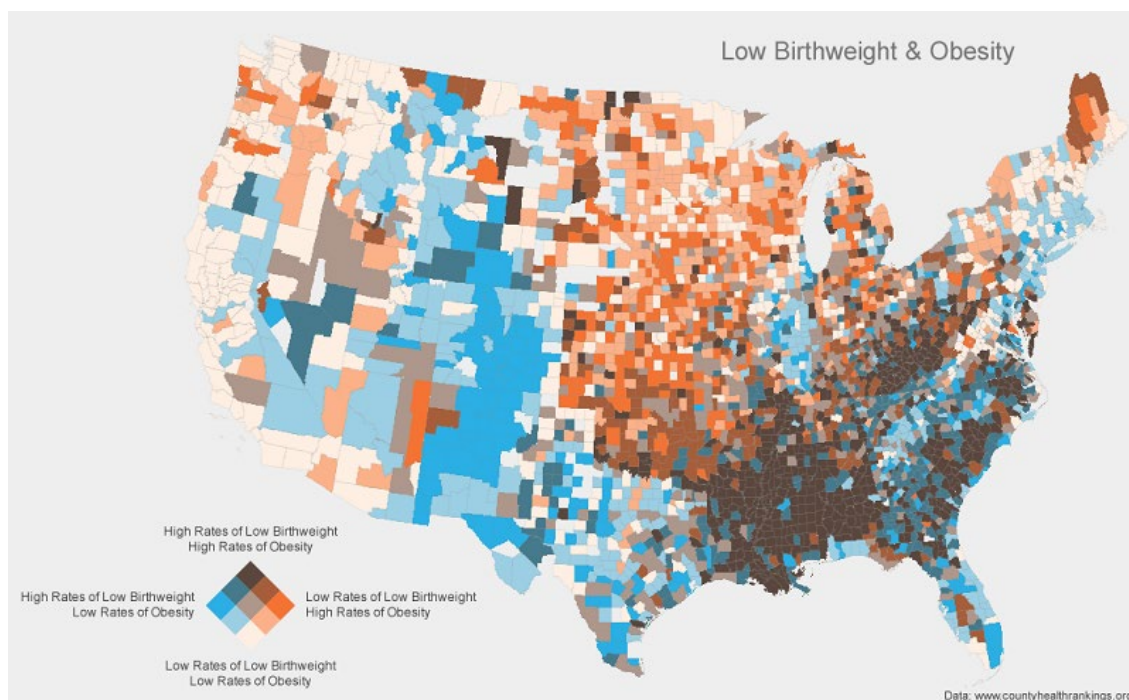 Low Birthweight & Obesity
High Rates of Low Birthweight
High Rates of Obesity
High Rates of Low Birthweight
Low Rates of Obesity
Low Rates of Low Birthweight
High Rates of Obesity
Low Rates of Low Birthweight
Low Rates of Obesity
Data: www.countyhealthrankings.org